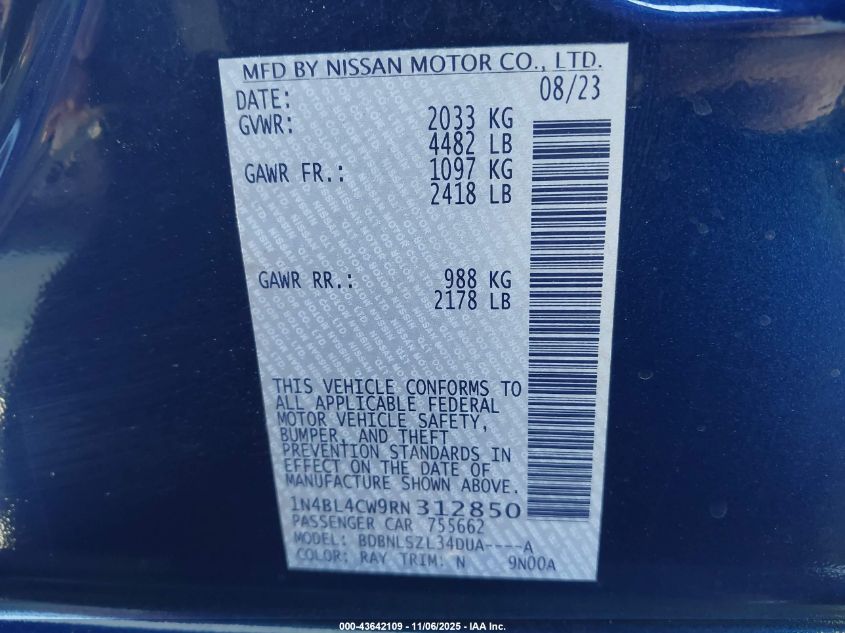 MFD BY NISSAN MOTOR CO., LTD.
DATE: 08/23
GVWR: 2033 KG
4482 LB
GAWR FR.: 1097 KG
2418 LB
GAWR RR.: 988 KG
2178 LB
THIS VEHICLE CONFORMS TO
ALL APPLICABLE FEDERAL
MOTOR VEHICLE SAFETY,
BUMPER, AND THEFT
PREVENTION STANDARDS IN
EFFECT ON THE DATE OF
MANUFACTURE SHOWN ABOVE.
1N4BL4CW9RN312850
PASSENGER CAR 755662
MODEL: BDBNLSZL34DUA----A
COLOR: RAY TRIM: N 9N00A
000-43642109 - 11/06/2025 - IAA Inc.